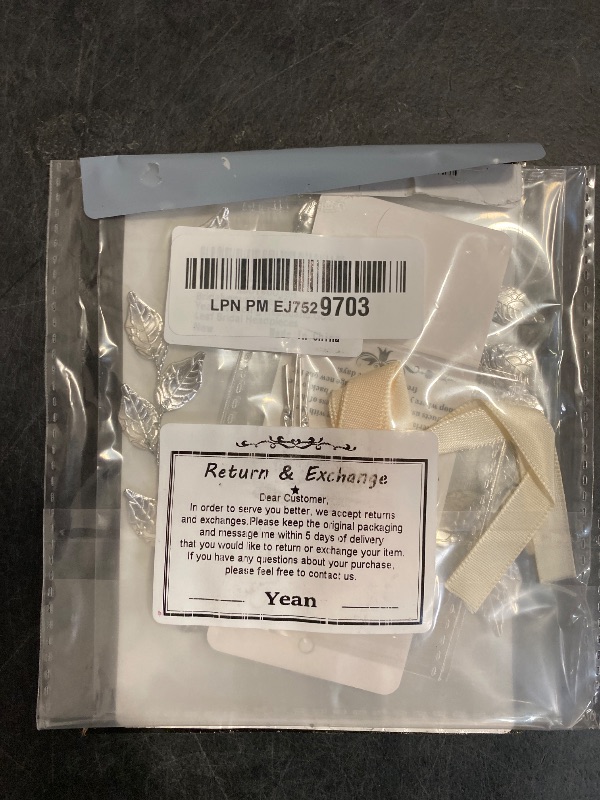 LPN PM EJ7529703
Return & Exchange
Dear Customer,
In order to serve you better, we accept returns
and exchanges.Please keep the original packaging
and message me within 5 days of delivery
that you would like to return or exchange your item.
If you have any questions about your purchase,
please feel free to contact us.
Yean